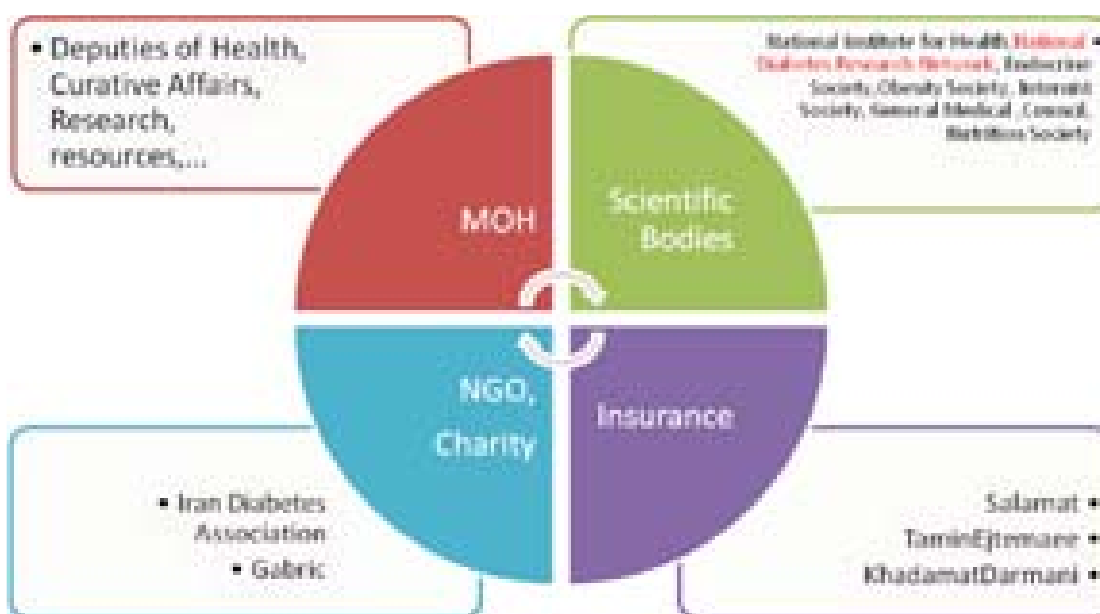 • Deputies of Health,
Curative Affairs,
Research,
resources,...
National Institute for Health, National •
Diabetes Research Network, Endocrine
Society, Obesity Society, Internist
Society, General Medical ,Council,
Nutrition Society
MOH
Scientific
Bodies
NGO,
Charity
Insurance
• Iran Diabetes
Association
• Gabric
Salamat •
TaminEjtemaee •
KhadamatDarmani •